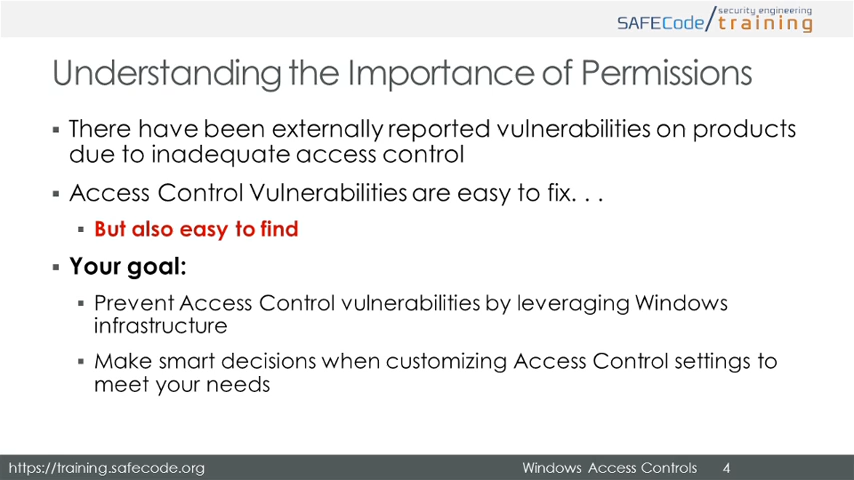 security engineering
SAFECode/training
Understanding the Importance of Permissions
▪ There have been externally reported vulnerabilities on products
due to inadequate access control
▪ Access Control Vulnerabilities are easy to fix. . .
▪ But also easy to find
▪ Your goal:
▪ Prevent Access Control vulnerabilities by leveraging Windows
infrastructure
▪ Make smart decisions when customizing Access Control settings to
meet your needs
https://training.safecode.org Windows Access Controls 4